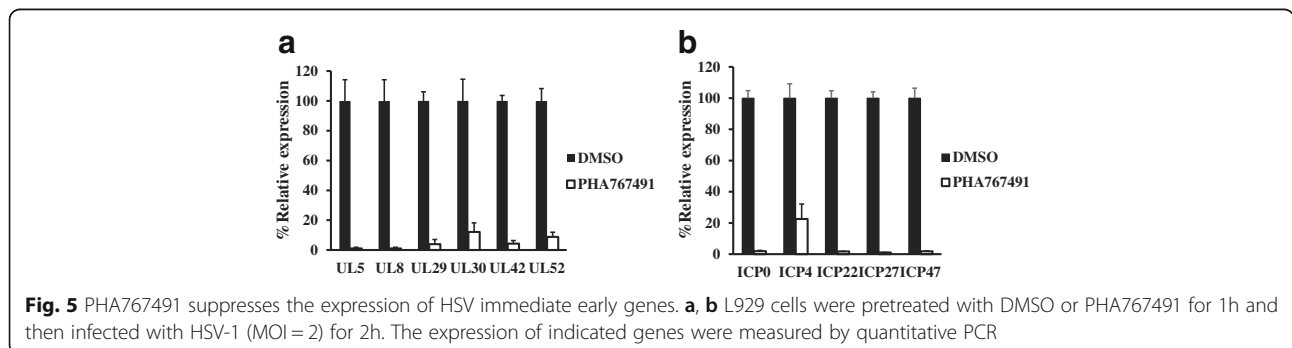 a
b
120
100
80
60
40
20
0
% Relative expression
DMSO
PHA767491
UL5 UL8 UL29 UL30 UL42 UL52
120
100
80
60
40
20
0
% Relative expression
DMSO
PHA767491
ICP0 ICP4 ICP22 ICP27 ICP47
Fig. 5 PHA767491 suppresses the expression of HSV immediate early genes. a, b L929 cells were pretreated with DMSO or PHA767491 for 1h and
then infected with HSV-1 (MOI = 2) for 2h. The expression of indicated genes were measured by quantitative PCR